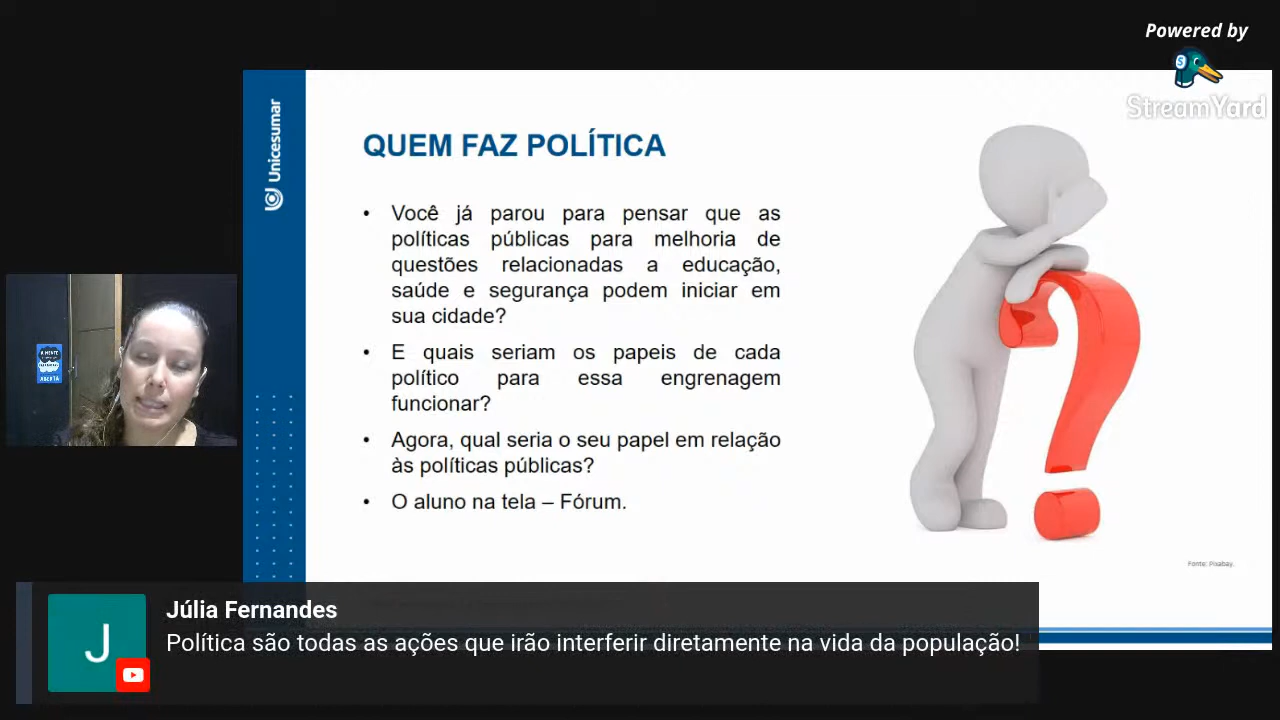 Powered by
StreamYard
Unicesumar
QUEM FAZ POLÍTICA
• Você já parou para pensar que as
políticas públicas para melhoria de
questões relacionadas a educação,
saúde e segurança podem iniciar em
sua cidade?
• E quais seriam os papeis de cada
político para essa engrenagem
funcionar?
• Agora, qual seria o seu papel em relação
às políticas públicas?
• O aluno na tela – Fórum.
Fonte: Pixabay.
A MENTE
ABERTA
J
Júlia Fernandes
Política são todas as ações que irão interferir diretamente na vida da população!